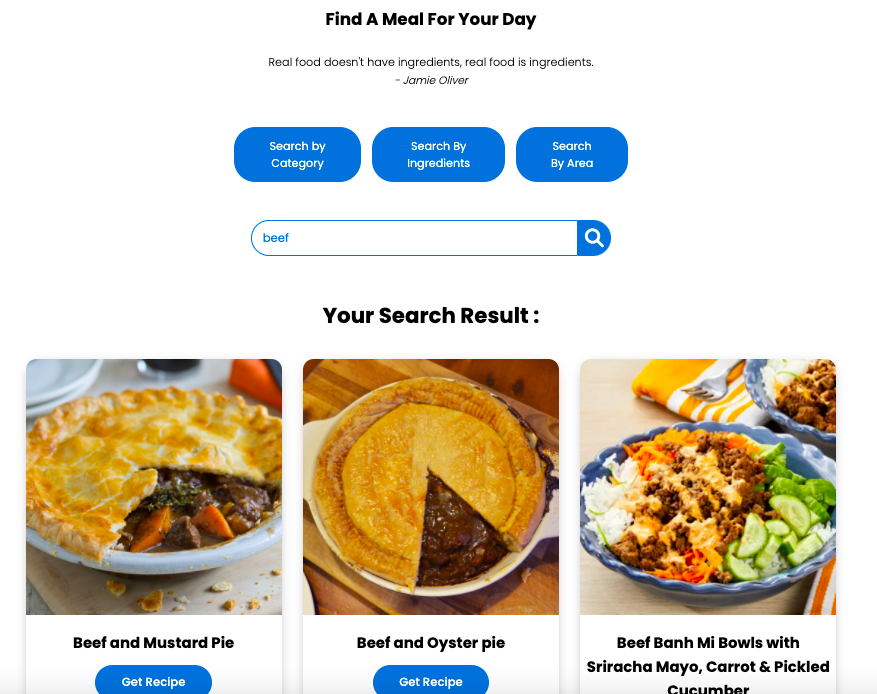 Find A Meal For Your Day
Real food doesn't have ingredients, real food is ingredients.
- Jamie Oliver
Search by
Category
Search By
Ingredients
Search
By Area
beef
Your Search Result :
Beef and Mustard Pie
Get Recipe
Beef and Oyster pie
Get Recipe
Beef Banh Mi Bowls with
Sriracha Mayo, Carrot & Pickled
Cucumber